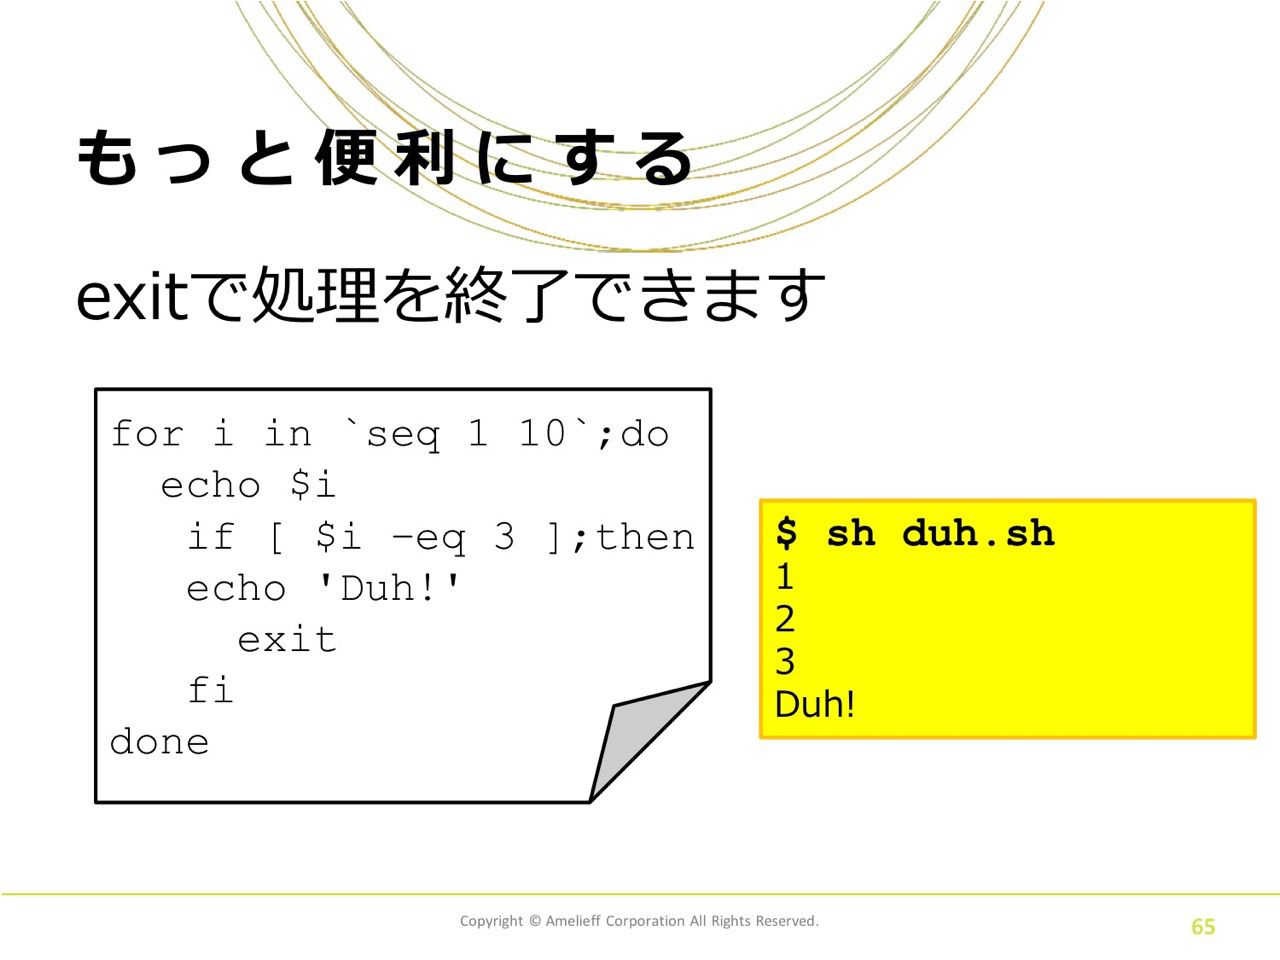 もっと便利にする
exitで処理を終了できます
for i in `seq 1 10`;do
  echo $i
   if [ $i –eq 3 ];then
   echo 'Duh!'
     exit
   fi
done
$ sh duh.sh
1
2
3
Duh!
Copyright © Amelieff Corporation All Rights Reserved.
65